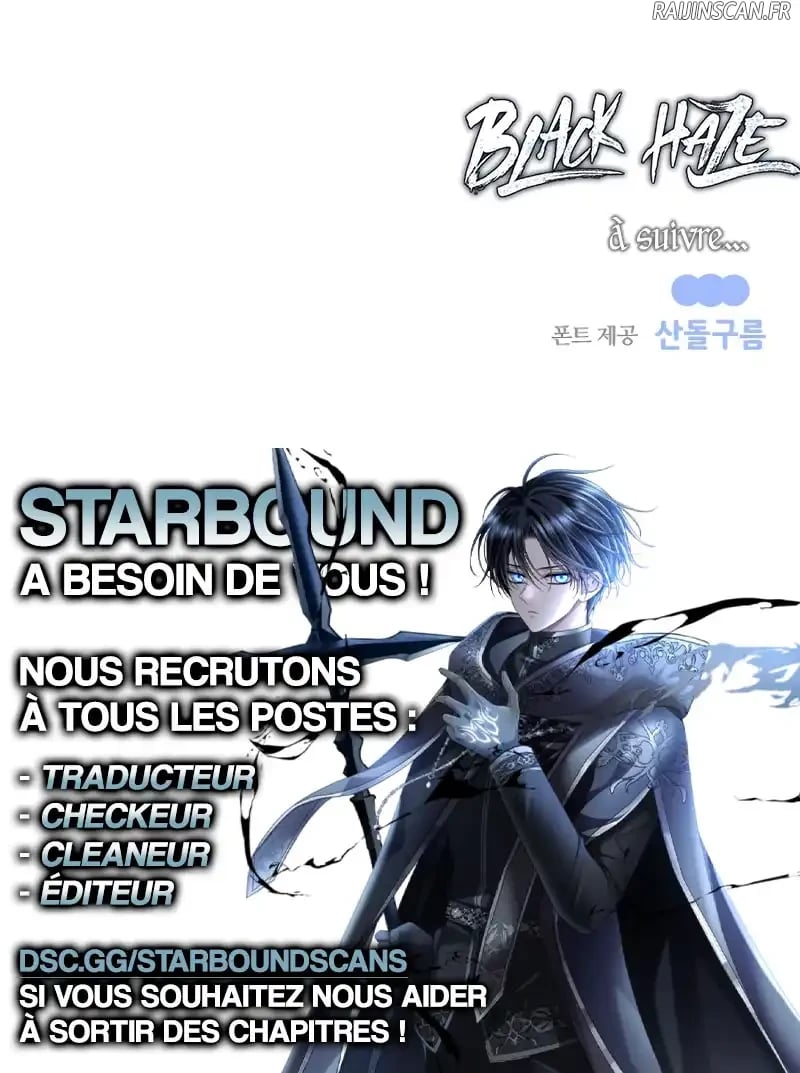 RAIJINSCAN.FR
BLACK HAZE
à suivre...
폰트 제공 산돌구름
STARBOUND
A BESOIN DE VOUS !
NOUS RECRUTONS
À TOUS LES POSTES :
- TRADUCTEUR
- CHECKEUR
- CLEANEUR
- ÉDITEUR
DSC.GG/STARBOUNDSCANS
SI VOUS SOUHAITEZ NOUS AIDER
À SORTIR DES CHAPITRES !